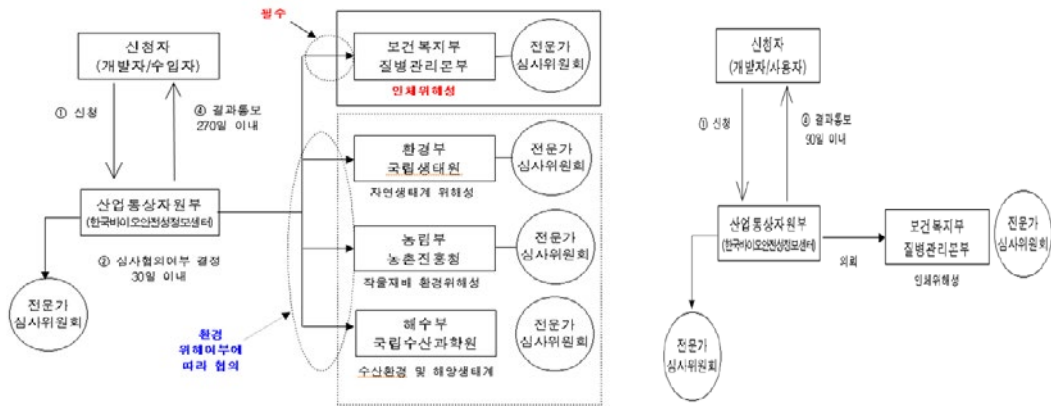 필수
신청자
(개발자/수입자)
① 신청
④ 결과통보
270일 이내
산업통상자원부
(한국바이오안전성정보센터)
② 심사협의여부 결정
30일 이내
전문가
심사위원회
환경
위해여부에
따라 협의
보건복지부
질병관리본부
인체위해성
전문가
심사위원회
환경부
국립생태원
자연생태계 위해성
전문가
심사위원회
농림부
농촌진흥청
작물재배 환경위해성
전문가
심사위원회
해수부
국립수산과학원
수산환경 및 해양생태계
전문가
심사위원회
신청자
(개발자/사용자)
① 신청
결과통보
90일 이내
산업통상자원부
(한국바이오안전성정보센터)
의뢰
보건복지부
질병관리본부
인체위해성
전문가
심사위원회
전문가
심사위원회